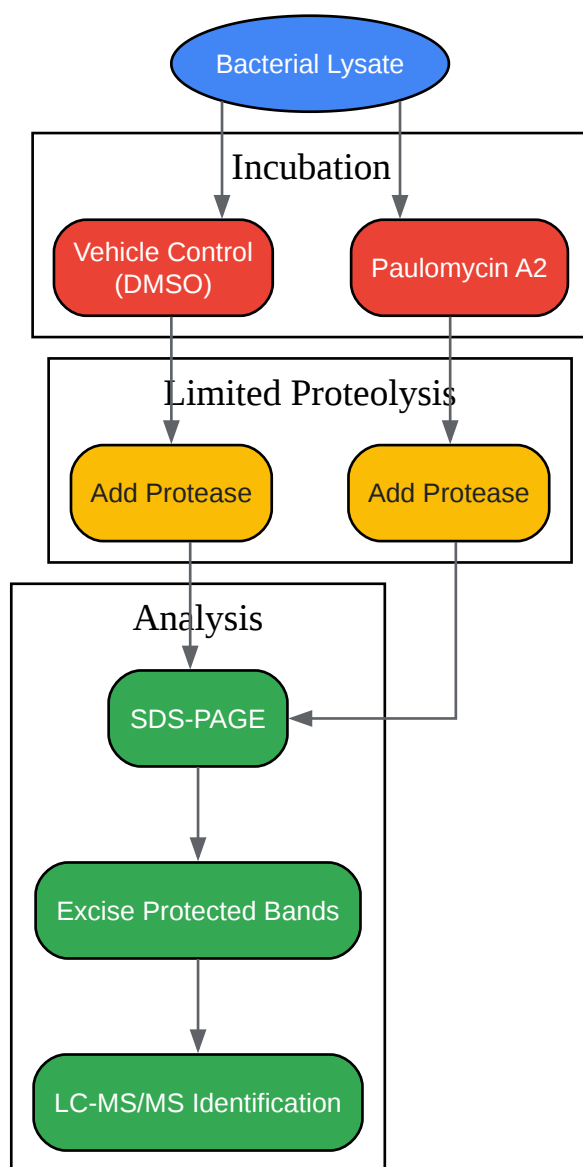 Bacterial Lysate
Incubation
Vehicle Control
(DMSO)
Paulomycin A2
Limited Proteolysis
Add Protease
Add Protease
Analysis
SDS-PAGE
Excise Protected Bands
LC-MS/MS Identification